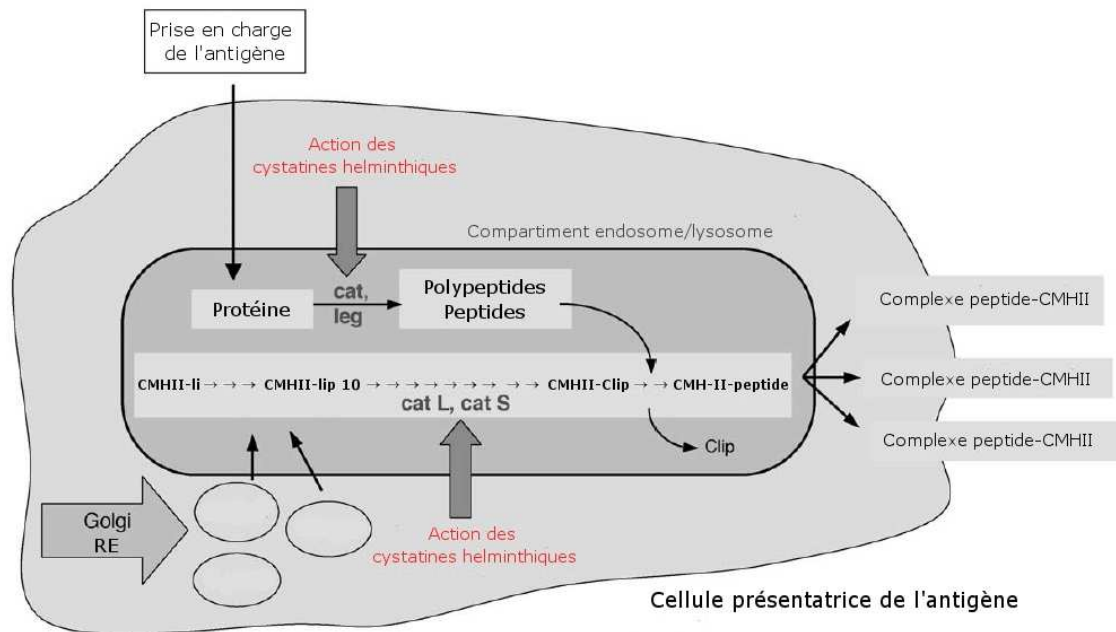 Prise en charge
de l'antigène
Action des
cystatines helminthiques
Compartiment endosome/lysosome
Protéine
cat,
leg
Polypeptides
Peptides
Complexe peptide-CMHII
CMHII-li → → → CMHII-lip 10 → → → → → → → → → → CMHII-Clip → → CMH-II-peptide
Complexe peptide-CMHII
cat L, cat S
Complexe peptide-CMHII
Clip
Golgi
RE
Action des
cystatines helminthiques
Cellule présentatrice de l'antigène